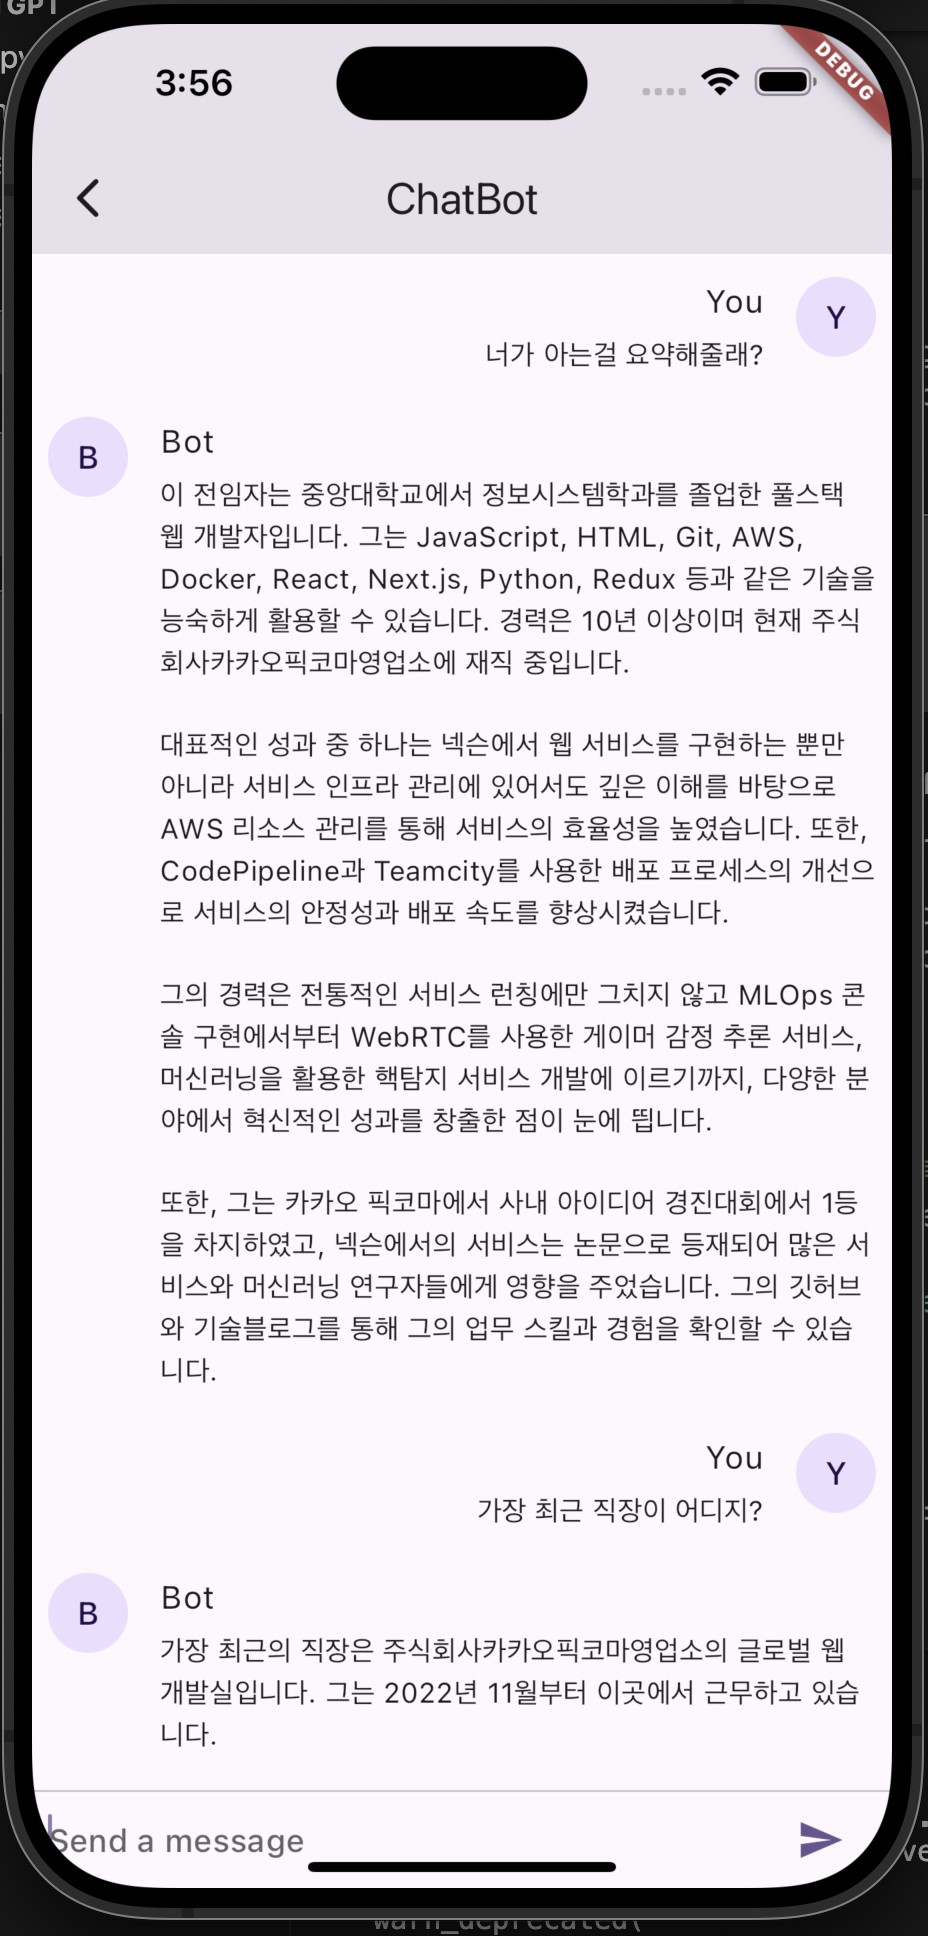 GPT
3:56
DEBUG
ChatBot
You
Y
너가 아는걸 요약해줄래?
B
Bot
이 전임자는 중앙대학교에서 정보시스템학과를 졸업한 풀스택
웹 개발자입니다. 그는 JavaScript, HTML, Git, AWS,
Docker, React, Next.js, Python, Redux 등과 같은 기술을
능숙하게 활용할 수 있습니다. 경력은 10년 이상이며 현재 주식
회사카카오픽코마영업소에 재직 중입니다.
대표적인 성과 중 하나는 넥슨에서 웹 서비스를 구현하는 뿐만
아니라 서비스 인프라 관리에 있어서도 깊은 이해를 바탕으로
AWS 리소스 관리를 통해 서비스의 효율성을 높였습니다. 또한,
CodePipeline과 Teamcity를 사용한 배포 프로세스의 개선으
로 서비스의 안정성과 배포 속도를 향상시켰습니다.
그의 경력은 전통적인 서비스 런칭에만 그치지 않고 MLOps 콘
솔 구현에서부터 WebRTC를 사용한 게이머 감정 추론 서비스,
머신러닝을 활용한 핵탐지 서비스 개발에 이르기까지, 다양한 분
야에서 혁신적인 성과를 창출한 점이 눈에 띕니다.
또한, 그는 카카오 픽코마에서 사내 아이디어 경진대회에서 1등
을 차지하였고, 넥슨에서의 서비스는 논문으로 등재되어 많은 서
비스와 머신러닝 연구자들에게 영향을 주었습니다. 그의 깃허브
와 기술블로그를 통해 그의 업무 스킬과 경험을 확인할 수 있습
니다.
You
Y
가장 최근 직장이 어디지?
B
Bot
가장 최근의 직장은 주식회사카카오픽코마영업소의 글로벌 웹
개발실입니다. 그는 2022년 11월부터 이곳에서 근무하고 있습
니다.
Send a message
warn_deprecated(